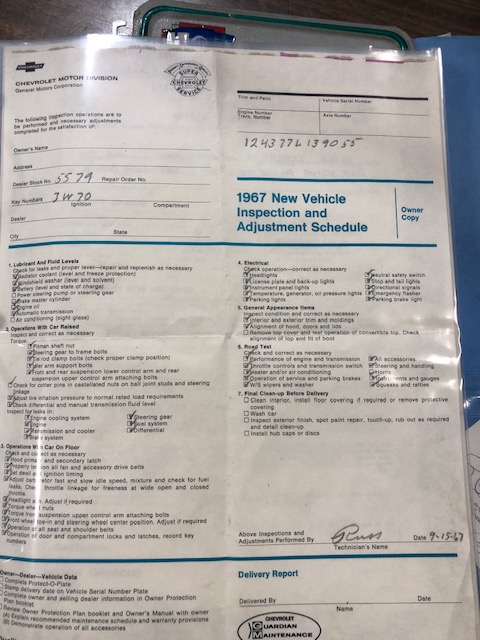 CHEVROLET
CHEVROLET MOTOR DIVISION
General Motors Corporation
SUPER
CHEVROLET
SERVICE
The following inspection operations are to
be performed and necessary adjustments
completed for the satisfaction of:
Owner's Name
Address
Dealer Stock No. 5579 Repair Order No.
Key Numbers 3W70
Ignition Compartment
Dealer
City State
Trim and Paint Vehicle Serial Number
Engine Number
Trans. Number Axle Number
124377L139055
1967 New Vehicle
Inspection and
Adjustment Schedule
Owner
Copy
1. Lubricant And Fluid Levels
Check for leaks and proper level—repair and replenish as necessary
Radiator coolant (level and freeze protection)
Windshield washer (level and solvent)
Battery (level and state of charge)
Power steering pump or steering gear
Brake master cylinder
Engine oil
Automatic transmission
Air conditioning (sight glass)
2. Operations With Car Raised
Inspect and correct as necessary
Torque
Pitman shaft nut
Steering gear to frame bolts
Tie rod clamp bolts (check proper clamp position)
Idler arm support bolts
Front and rear suspension lower control arm and rear
suspension upper control arm attaching bolts
Check for cotter pins in castellated nuts on ball joint studs and steering
linkage
Adjust tire inflation pressure to normal rated load requirements
Check differential and manual transmission fluid level
Inspect for leaks in:
Engine cooling system Steering gear
Engine Fuel system
Transmission and cooler Differential
Brake system
3. Operations With Car On Floor
Check and correct as necessary
Hood primary and secondary latch
Properly tension all fan and accessory drive belts
Set dwell and ignition timing
Adjust carburetor fast and slow idle speed, mixture and check for fuel
leaks. Check throttle linkage for freeness at wide open and closed
throttle.
Headlight aim. Adjust if required
Torque wheel nuts
Torque front suspension upper control arm attaching bolts
Front wheel toe-in and steering wheel center position. Adjust if required
Operation of all seat and shoulder belts
Operation of door and compartment locks and latches, record key
numbers
4. Electrical
Check operation—correct as necessary
Headlights Neutral safety switch
License plate and back-up lights Stop and tail lights
Instrument panel lights Directional signals
Temperature, generator, oil pressure lights Emergency flasher
Parking lights Parking brake light
5. General Appearance Items
Inspect condition and correct as necessary
Interior and exterior trim and moldings
Alignment of hood, doors and lids
Remove top cover and test operation of convertible top. Check
alignment of top and fit of boot
6. Road Test
Check and correct as necessary
Performance of engine and transmission All accessories
Throttle controls and transmission switch Steering and handling
Heater and/or air conditioning Horns
Operation of service and parking brakes Instruments and gauges
Wipers and washer Squeaks and rattles
7. Final Clean-up Before Delivery
Clean interior, install floor covering if required or remove protective
covering
Wash car
Inspect exterior finish, spot paint repair, touch-up, rub out as required
and detail clean-up
Install hub caps or discs
Above Inspections and
Adjustments Performed By
Technician's Name
Date 9-15-67
Owner—Dealer—Vehicle Data
Complete Protect-O-Plate
Stamp delivery date on Vehicle Serial Number Plate
Complete owner and selling dealer information in Owner Protection
Plan booklet
Review Owner Protection Plan booklet and Owner's Manual with owner
(A) Explain recommended maintenance schedule and warranty provisions
(B) Demonstrate operation of all accessories
Delivery Report
Delivered By Date
Name
CHEVROLET
GUARDIAN
MAINTENANCE